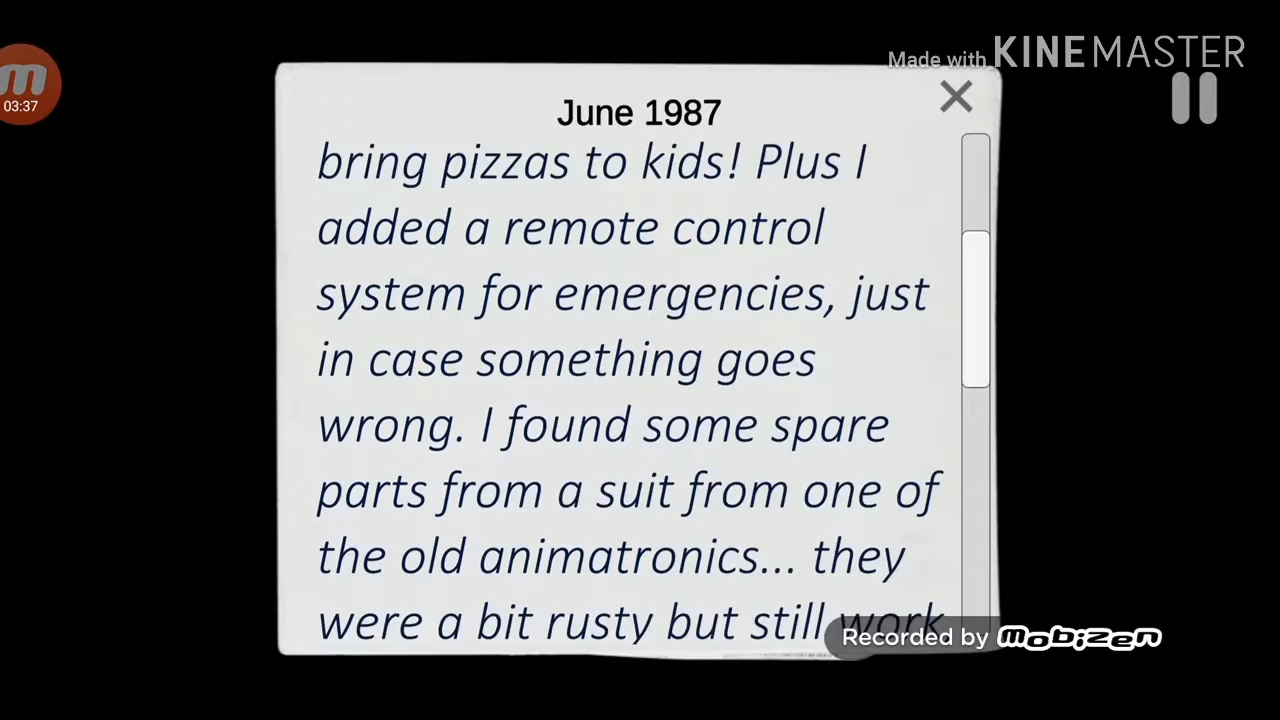 Made with KINEMASTER
03:37
June 1987
bring pizzas to kids! Plus I
added a remote control
system for emergencies, just
in case something goes
wrong. I found some spare
parts from a suit from one of
the old animatronics... they
were a bit rusty but still work
Recorded by mobizen